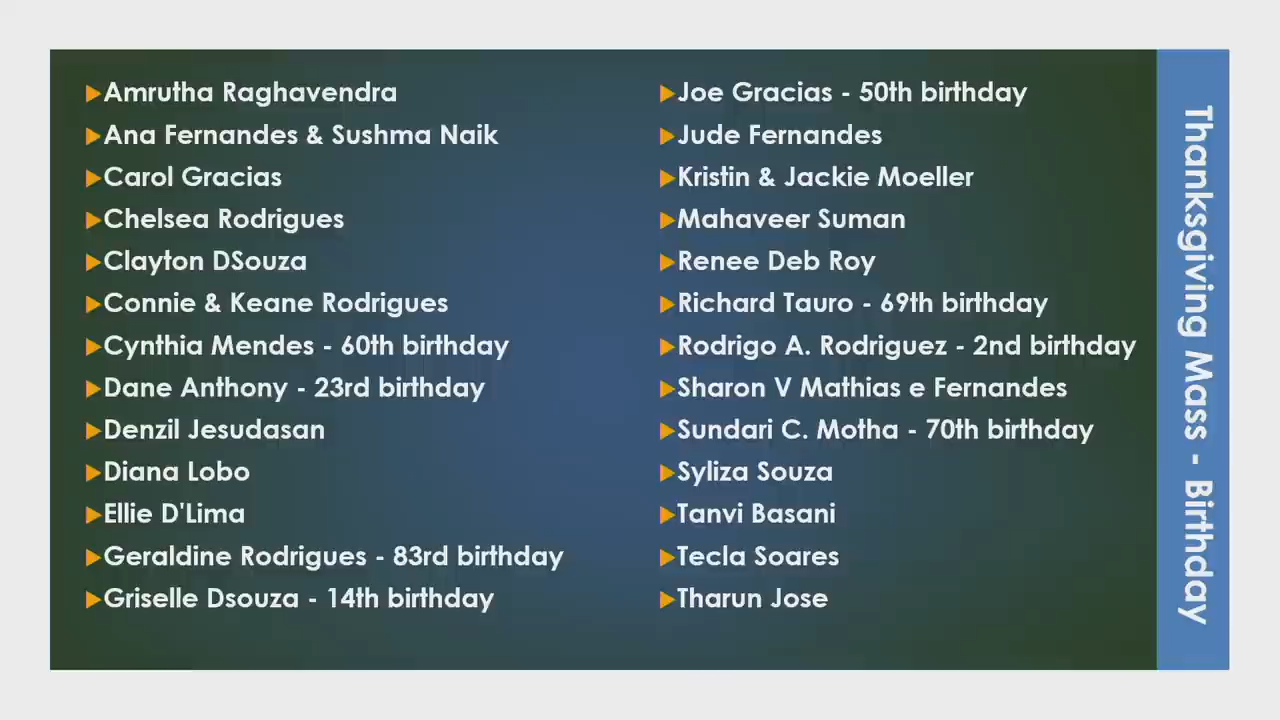 Amrutha Raghavendra
Ana Fernandes & Sushma Naik
Carol Gracias
Chelsea Rodrigues
Clayton DSouza
Connie & Keane Rodrigues
Cynthia Mendes - 60th birthday
Dane Anthony - 23rd birthday
Denzil Jesudasan
Diana Lobo
Ellie D'Lima
Geraldine Rodrigues - 83rd birthday
Griselle Dsouza - 14th birthday
Joe Gracias - 50th birthday
Jude Fernandes
Kristin & Jackie Moeller
Mahaveer Suman
Renee Deb Roy
Richard Tauro - 69th birthday
Rodrigo A. Rodriguez - 2nd birthday
Sharon V Mathias e Fernandes
Sundari C. Motha - 70th birthday
Syliza Souza
Tanvi Basani
Tecla Soares
Tharun Jose
Thanksgiving Mass - Birthday